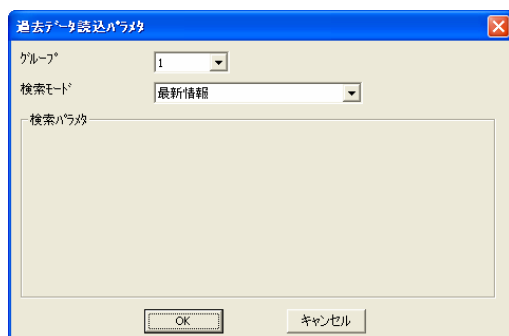 過去ﾃﾞｰﾀ読込ﾊﾟﾗﾒﾀ
ｸﾞﾙｰﾌﾟ 1
検索ﾓｰﾄﾞ 最新情報
検索ﾊﾟﾗﾒﾀ
OK キャンセル